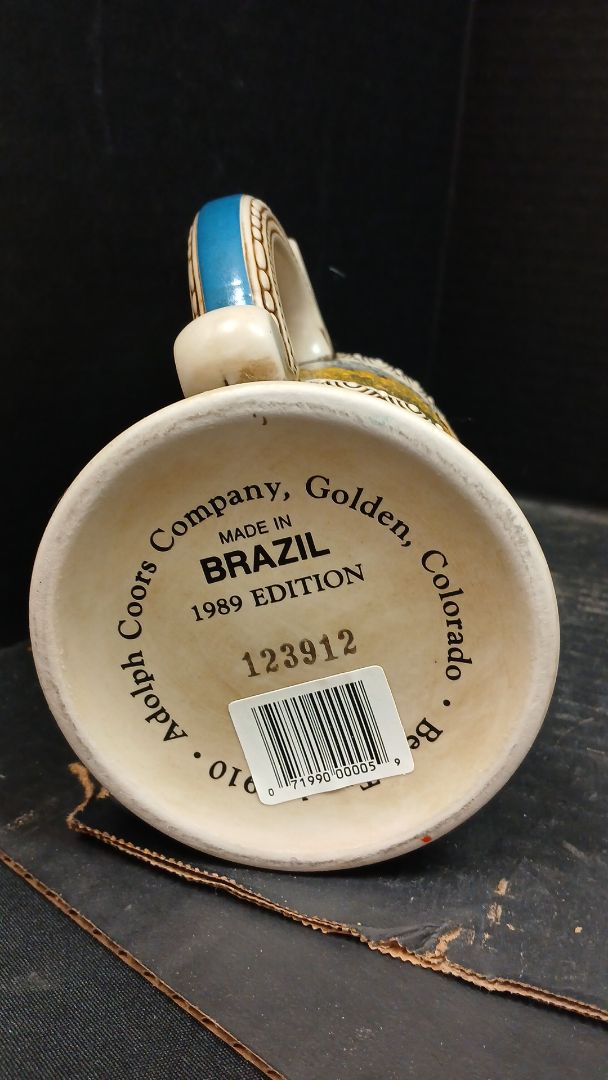 Adolph Coors Company, Golden, Colorado ·
MADE IN
BRAZIL
1989 EDITION
123912
0 71990 00005 9